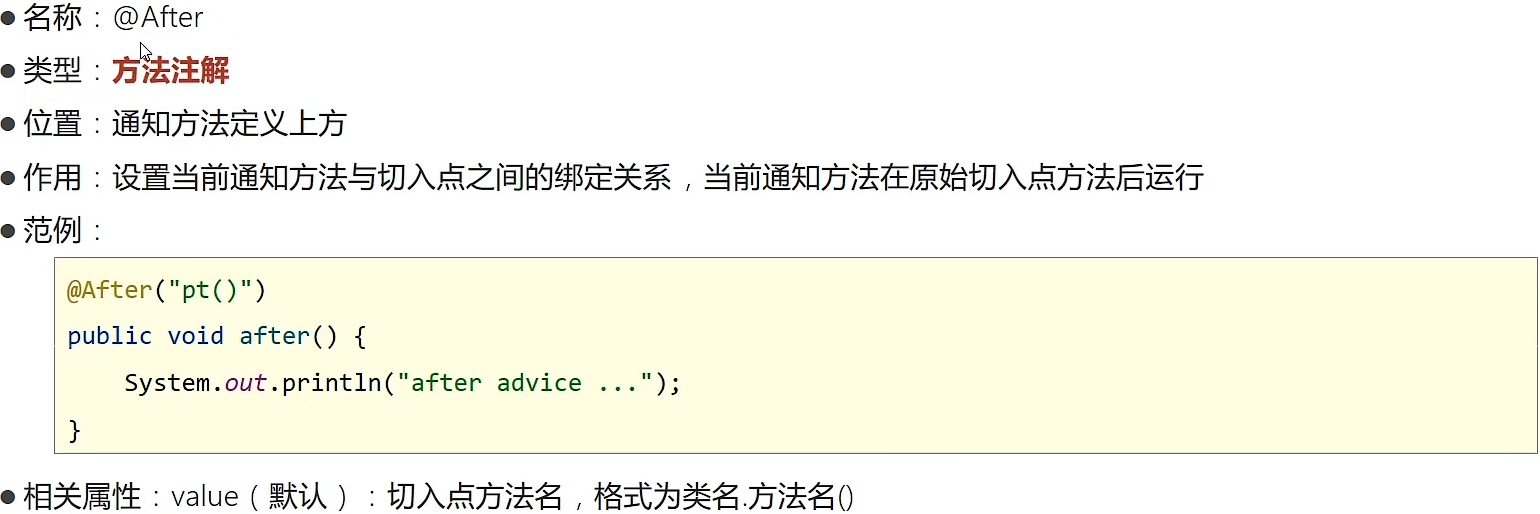 ● 名称：@After
● 类型：方法注解
● 位置：通知方法定义上方
● 作用：设置当前通知方法与切入点之间的绑定关系，当前通知方法在原始切入点方法后运行
● 范例：
@After("pt()")
public void after() {
    System.out.println("after advice ...");
}
● 相关属性：value（默认）：切入点方法名，格式为类名.方法名()